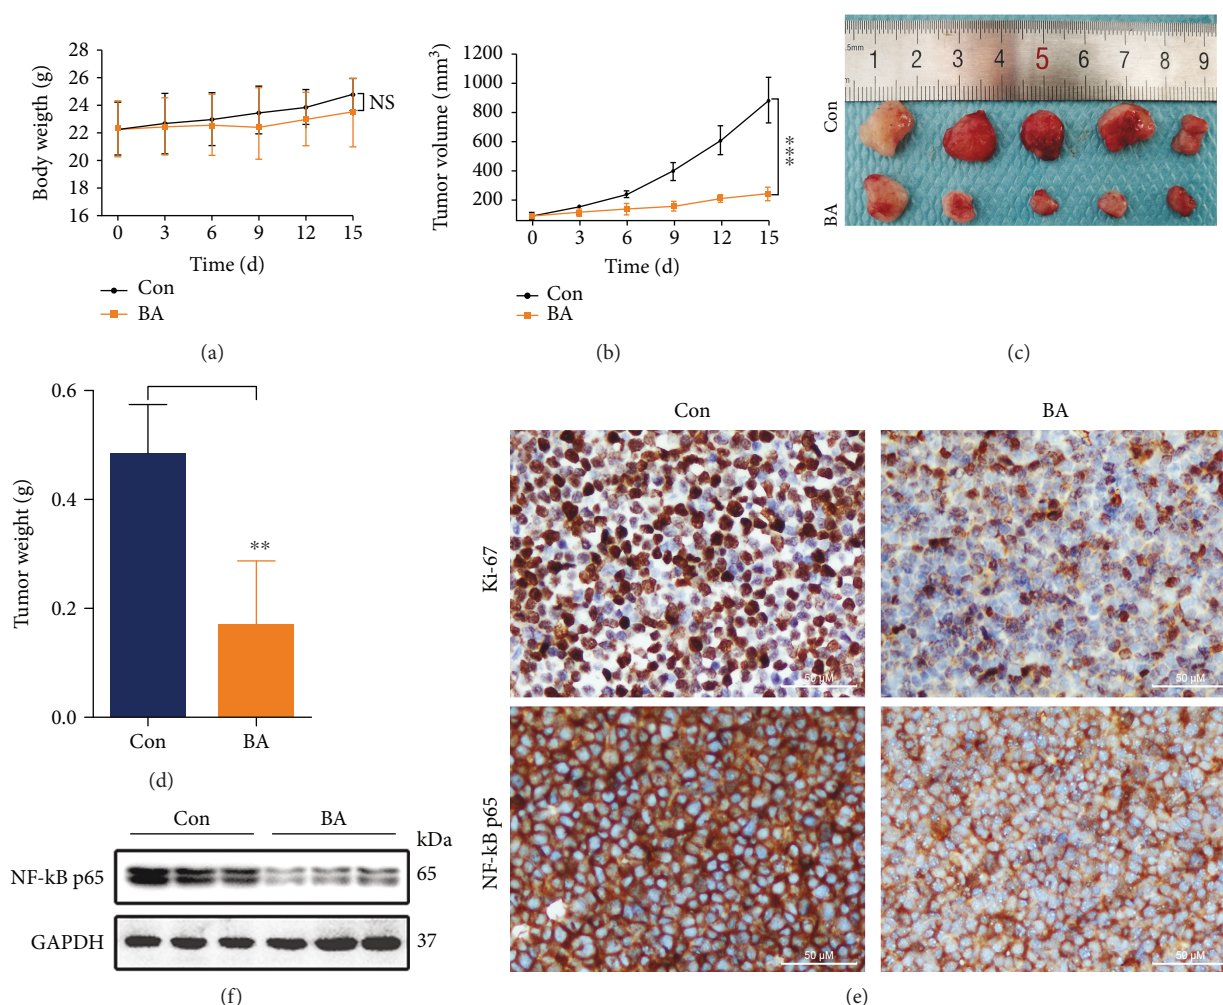 28
26
24
22
20
18
16
Body weigth (g)
NS
0 3 6 9 12 15
Time (d)
Con
BA
(a)
1200
1000
800
600
400
200
Tumor volume (mm3)
***
0 3 6 9 12 15
Time (d)
Con
BA
(b)
1 2 3 4 5 6 7 8 9
Con
BA
(c)
0.6
0.4
0.2
0.0
Tumor weight (g)
**
Con BA
(d)
Con BA
Ki-67
50 μM
50 μM
NF-kB p65
50 μM
50 μM
(e)
Con BA
kDa
NF-kB p65 65
GAPDH 37
(f)